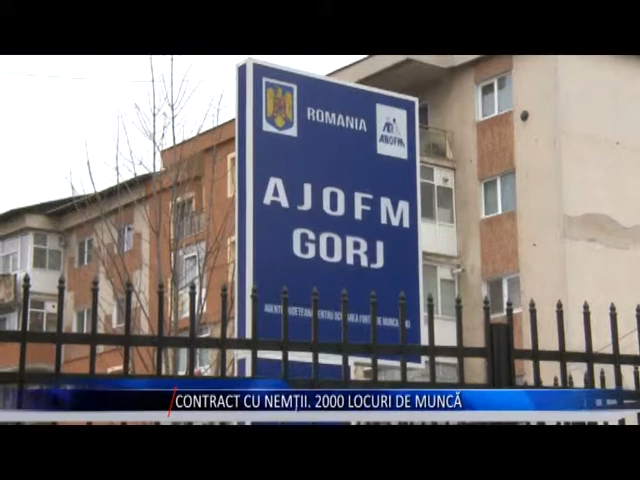 ROMANIA
ANOFM
AJOFM
GORJ
CONTRACT CU NEMȚII. 2000 LOCURI DE MUNCĂ